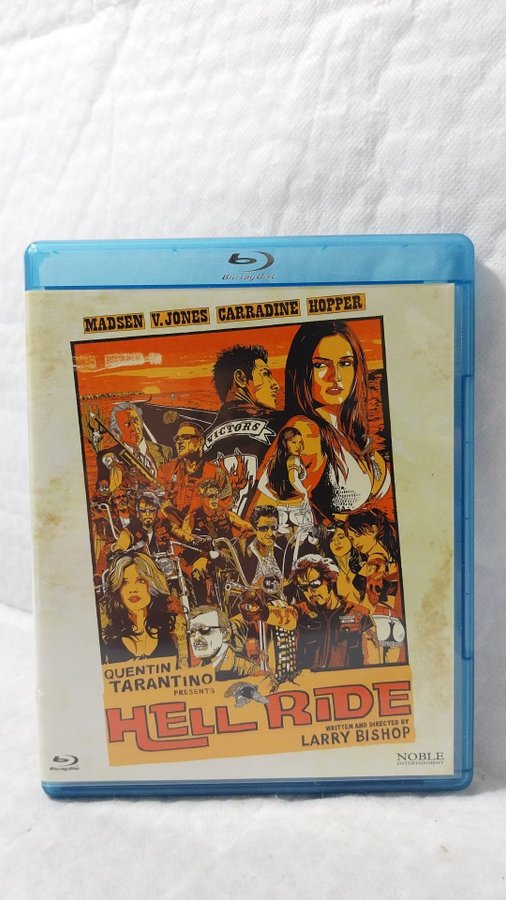 Blu-ray Disc
MADSEN V. JONES CARRADINE HOPPER
VICTORS
QUENTIN
TARANTINO
PRESENTS
HELL RiDE
WRITTEN AND DIRECTED BY
LARRY BISHOP
Blu-ray Disc
NOBLE
ENTERTAINMENT